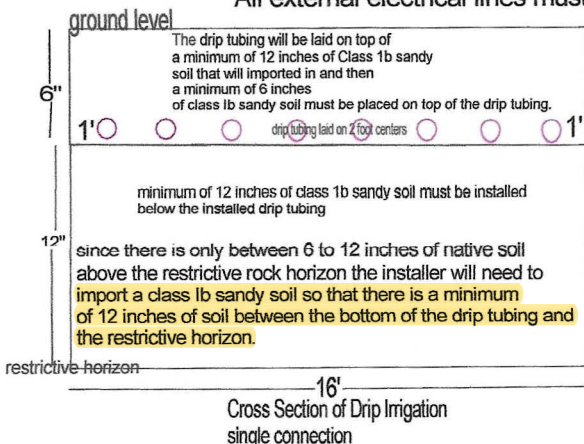 All external electrical lines must
ground level
The drip tubing will be laid on top of
a minimum of 12 inches of Class 1b sandy
soil that will imported in and then
a minimum of 6 inches
of class Ib sandy soil must be placed on top of the drip tubing.
6"
1'
drip tubing laid on 2 foot centers
1'
minimum of 12 inches of class 1b sandy soil must be installed
below the installed drip tubing
12"
since there is only between 6 to 12 inches of native soil
above the restrictive rock horizon the installer will need to
import a class Ib sandy soil so that there is a minimum
of 12 inches of soil between the bottom of the drip tubing and
the restrictive horizon.
restrictive horizon
16'
Cross Section of Drip Irrigation
single connection